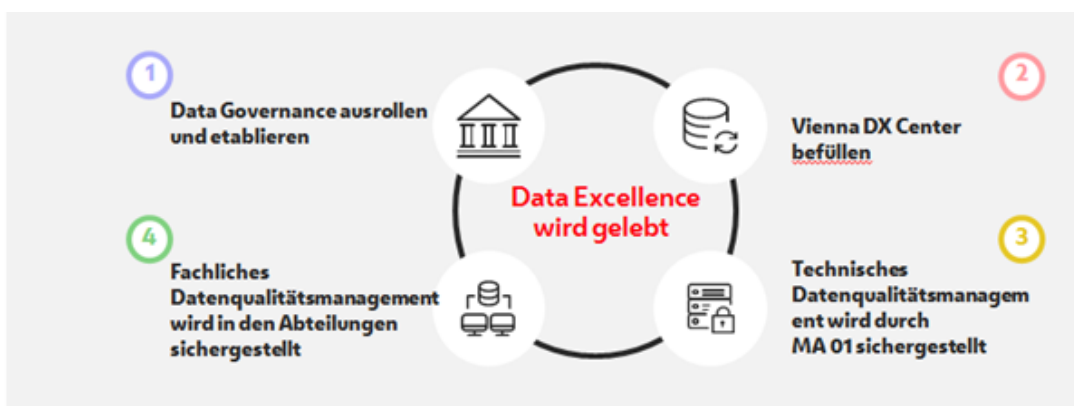 1
Data Governance ausrollen
und etablieren
2
Vienna DX Center
befüllen
Data Excellence
wird gelebt
4
Fachliches
Datenqualitätsmanagement
wird in den Abteilungen
sichergestellt
3
Technisches
Datenqualitätsmanagem
ent wird durch
MA 01 sichergestellt